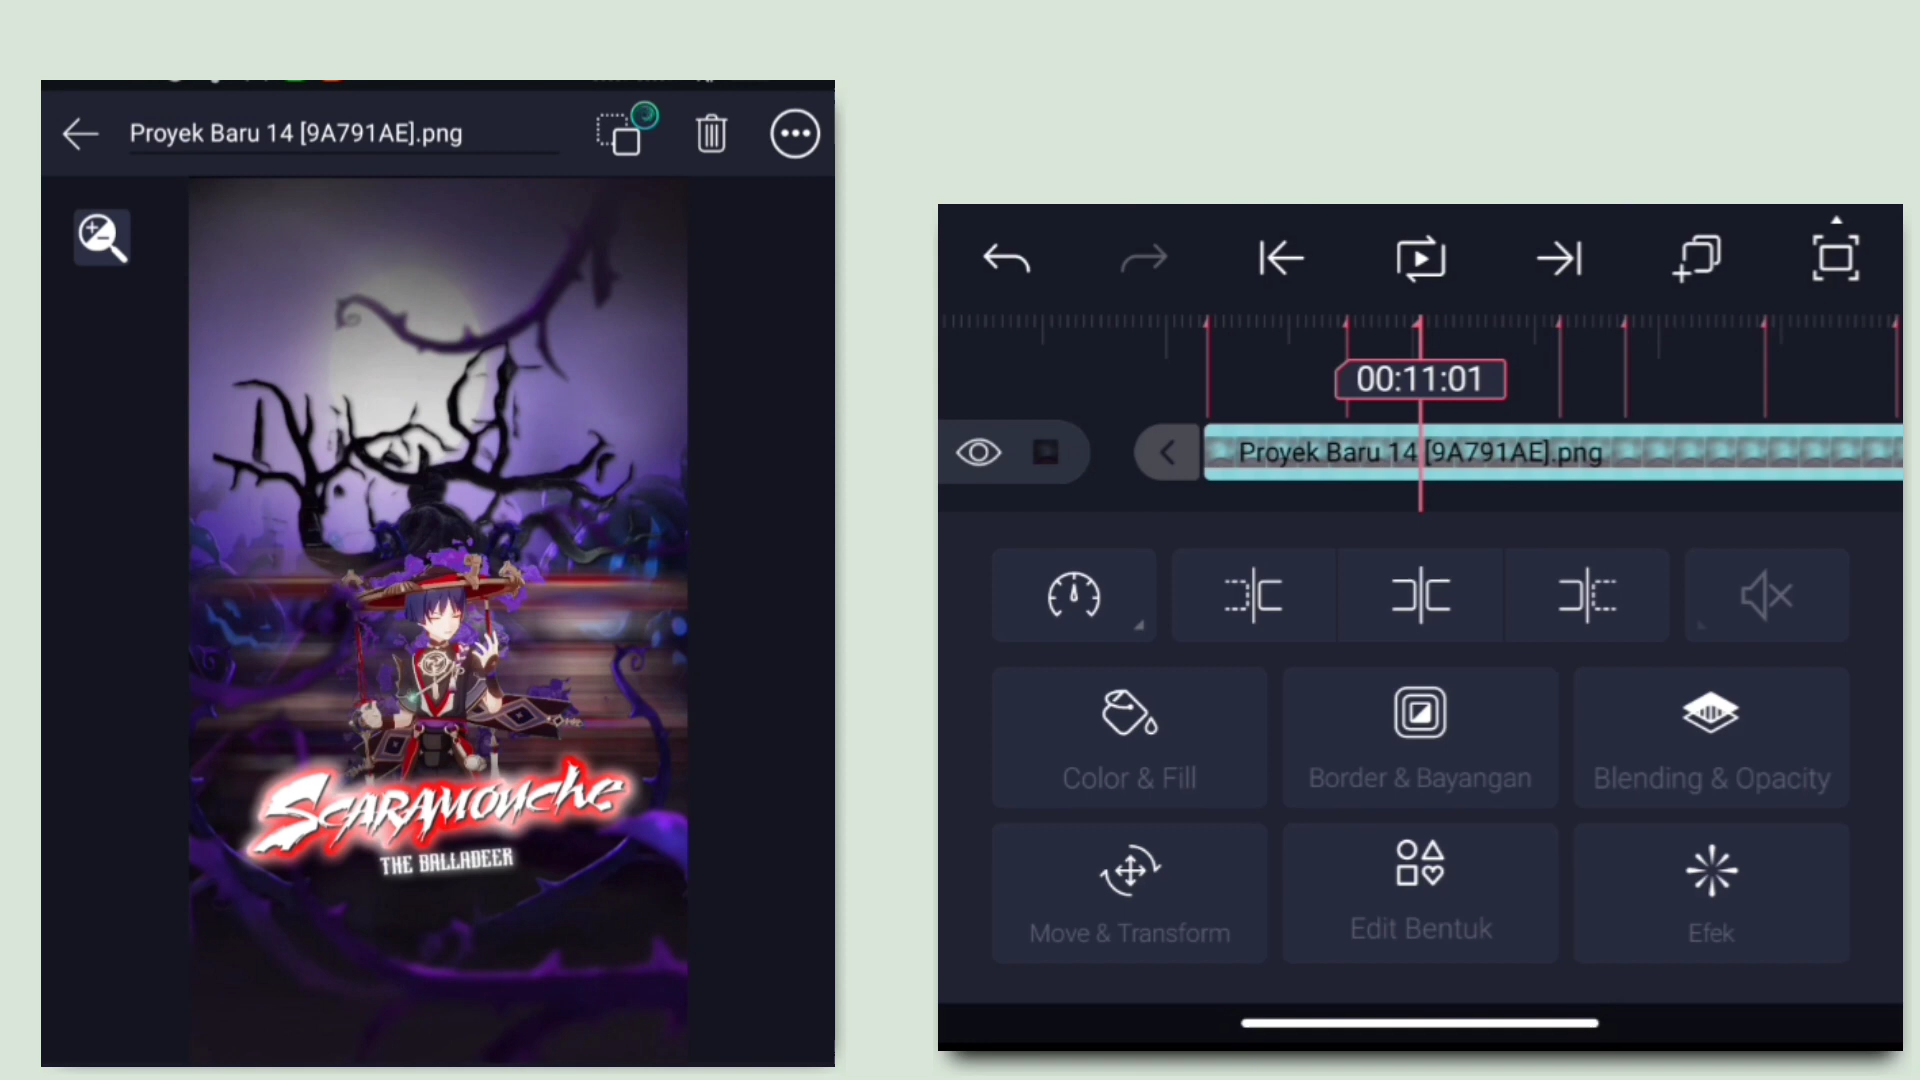 Proyek Baru 14 [9A791AE].png
SCARAMOUCHE
THE BALLADEER
00:11:01
Proyek Baru 14 [9A791AE].png
Color & Fill
Border & Bayangan
Blending & Opacity
Move & Transform
Edit Bentuk
Efek